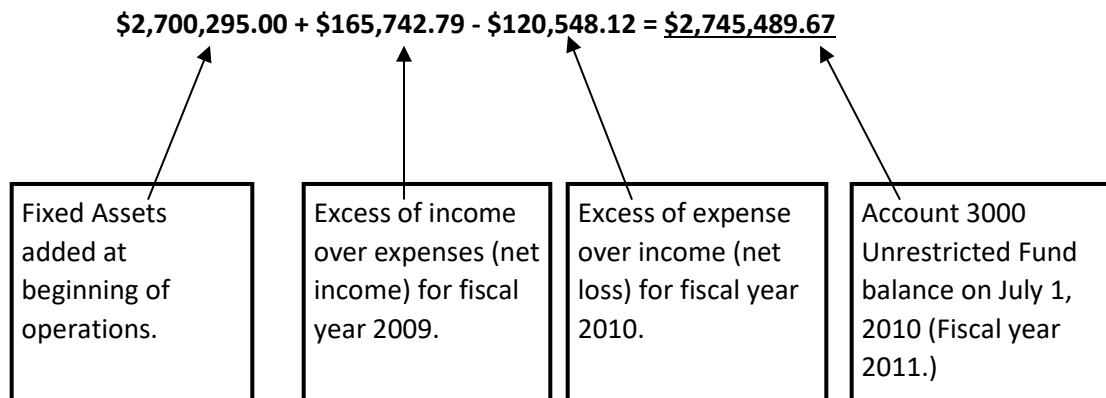 $2,700,295.00 + $165,742.79 - $120,548.12 = $2,745,489.67
Fixed Assets
added at
beginning of
operations.
Excess of income
over expenses (net
income) for fiscal
year 2009.
Excess of expense
over income (net
loss) for fiscal year
2010.
Account 3000
Unrestricted Fund
balance on July 1,
2010 (Fiscal year
2011.)